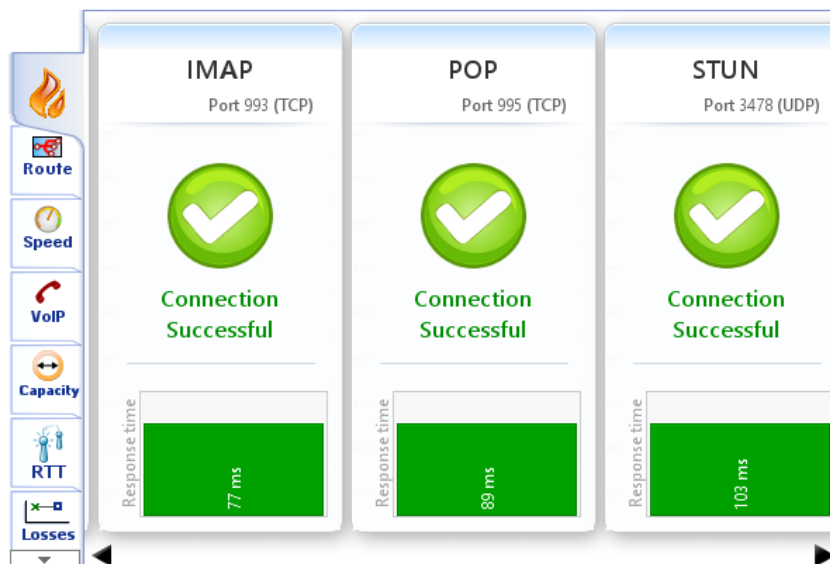 Route
Speed
VoIP
Capacity
RTT
Losses
IMAP
Port 993 (TCP)
Connection
Successful
Response time
77 ms
POP
Port 995 (TCP)
Connection
Successful
Response time
89 ms
STUN
Port 3478 (UDP)
Connection
Successful
Response time
103 ms